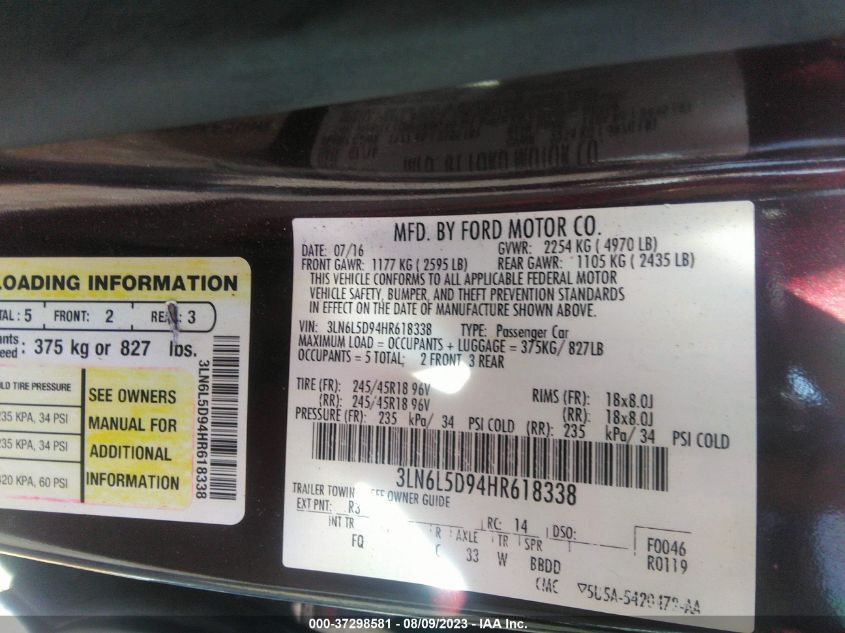 LOADING INFORMATION
TAL : 5 FRONT: 2 REAR: 3
375 kg or 827 lbs.
OLD TIRE PRESSURE
235 KPA, 34 PSI
235 KPA, 34 PSI
420 KPA, 60 PSI
SEE OWNERS
MANUAL FOR
ADDITIONAL
INFORMATION
3LN6L5D94HR618338
MFD. BY FORD MOTOR CO.
DATE: 07/16 GVWR: 2254 KG ( 4970 LB)
FRONT GAWR: 1177 KG ( 2595 LB) REAR GAWR: 1105 KG ( 2435 LB)
THIS VEHICLE CONFORMS TO ALL APPLICABLE FEDERAL MOTOR
VEHICLE SAFETY, BUMPER, AND THEFT PREVENTION STANDARDS
IN EFFECT ON THE DATE OF MANUFACTURE SHOWN ABOVE.
VIN: 3LN6L5D94HR618338 TYPE: Passenger Car
MAXIMUM LOAD = OCCUPANTS + LUGGAGE = 375KG/ 827LB
OCCUPANTS = 5 TOTAL; 2 FRONT 3 REAR
TIRE (FR): 245/45R18 96V RIMS (FR): 18x8.0J
(RR): 245/45R18 96V (RR): 18x8.0J
PRESSURE (FR): 235 kPa/ 34 PSI COLD (RR): 235 kPa/ 34 PSI COLD
3LN6L5D94HR618338
TRAILER TOWIN SEE OWNER GUIDE
EXT PNT: R3 RC: 14 DSO: F0046
INT TR R AXLE TR SPR R0119
FQ 33 W BBDD
CMC
000-37298581 - 08/09/2023 - IAA Inc.